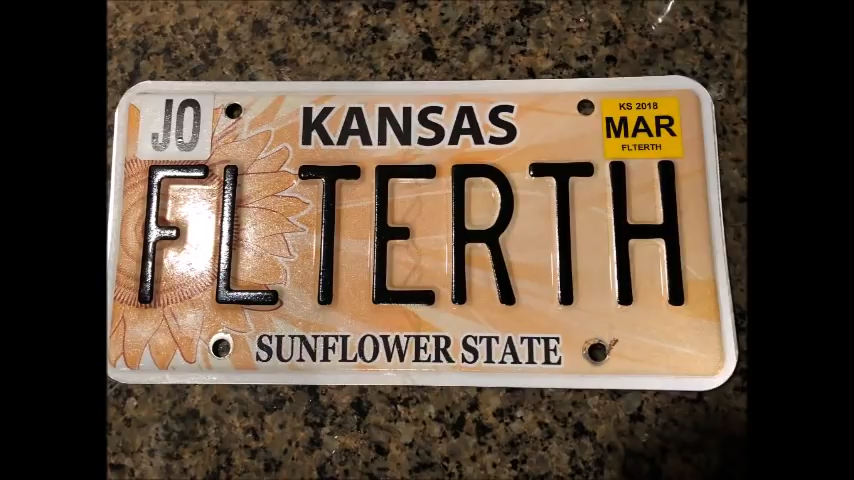 JO
KANSAS
KS 2018
MAR
FLTERTH
FLTERTH
SUNFLOWER STATE